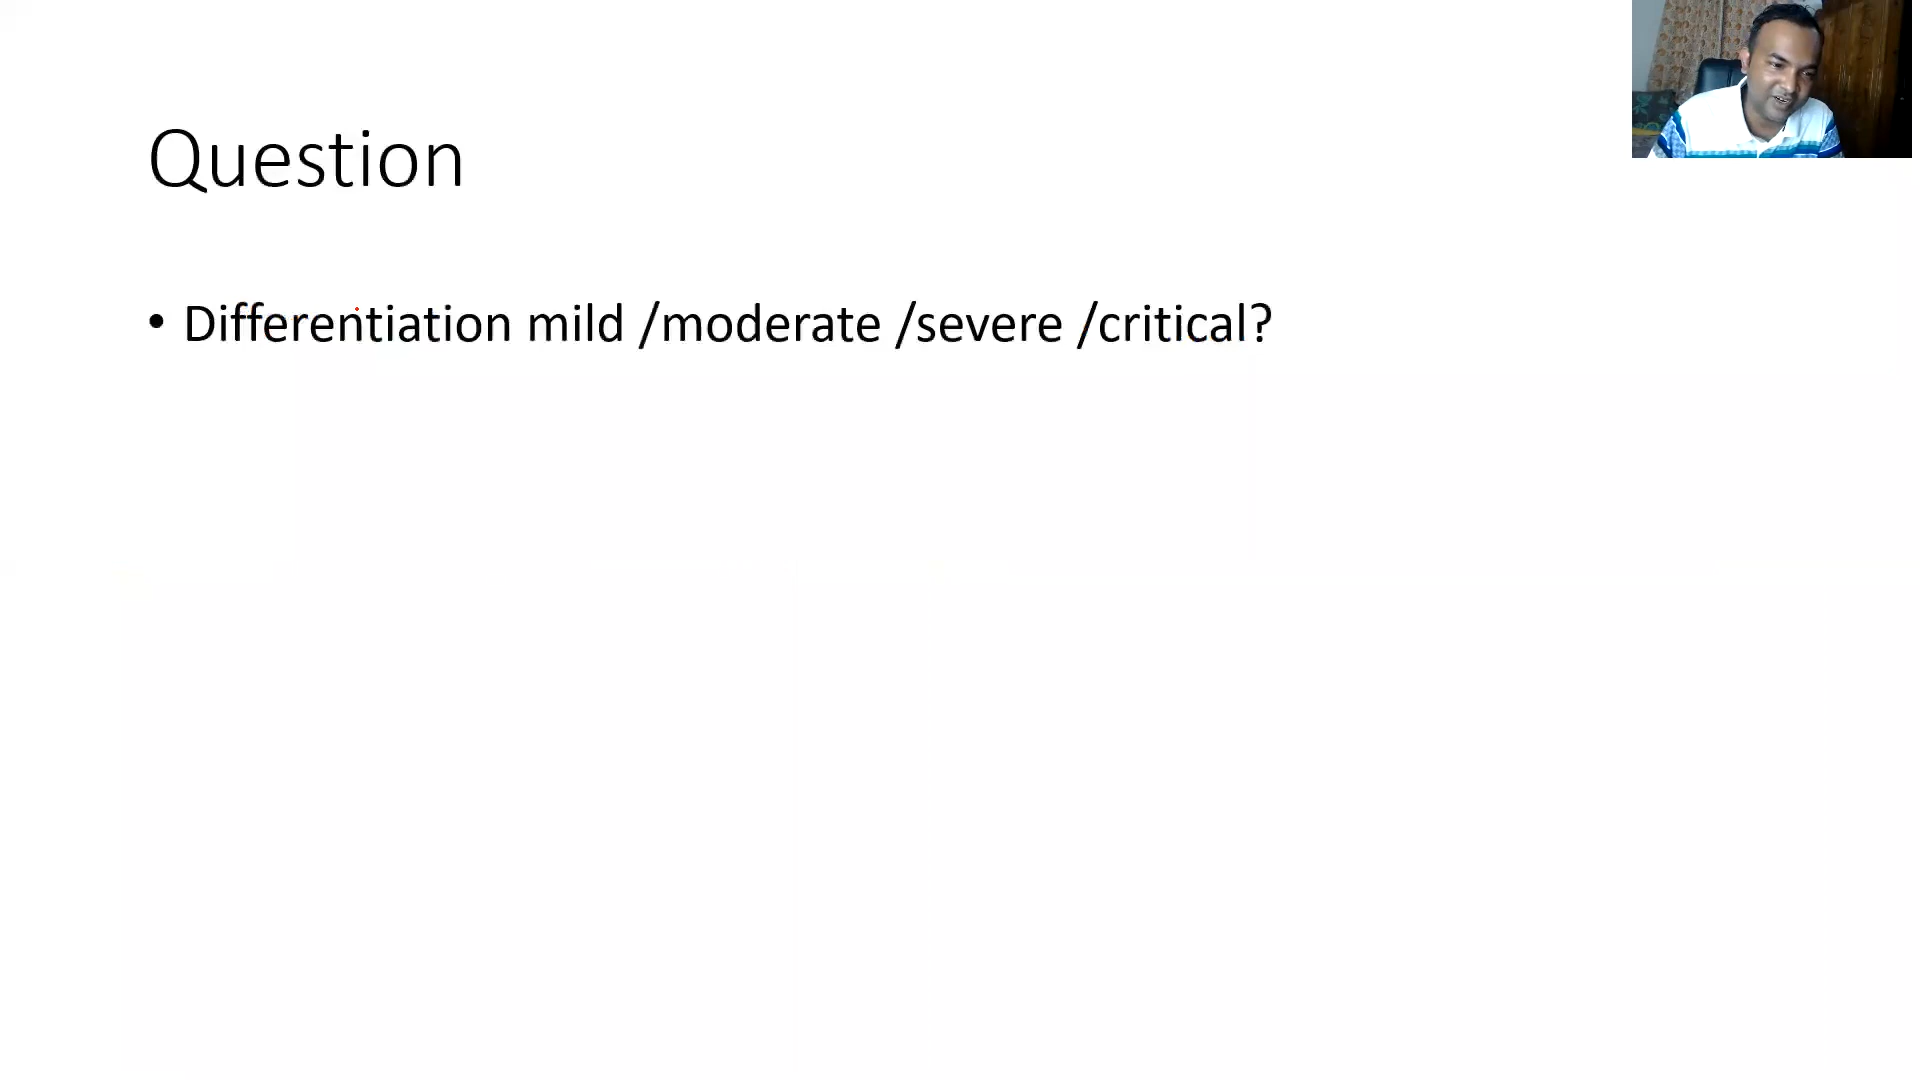 Question
• Differentiation mild /moderate /severe /critical?